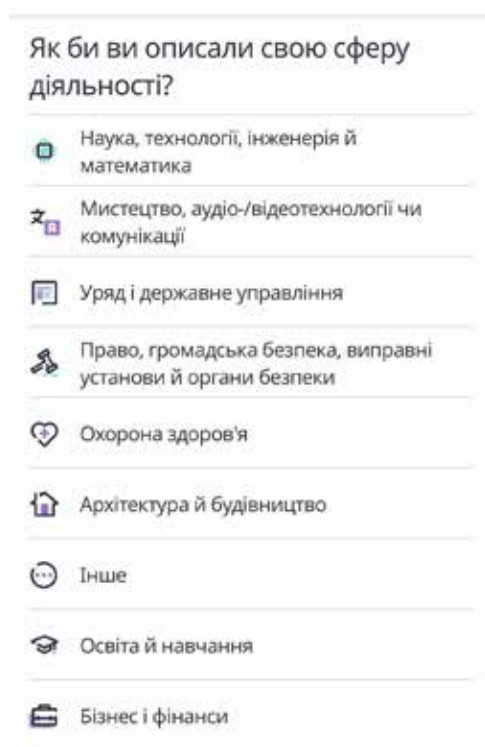 Як би ви описали свою сферу
діяльності?
Наука, технології, інженерія й
математика
Мистецтво, аудіо-/відеотехнології чи
комунікації
Уряд і державне управління
Право, громадська безпека, виправні
установи й органи безпеки
Охорона здоров'я
Архітектура й будівництво
Інше
Освіта й навчання
Бізнес і фінанси